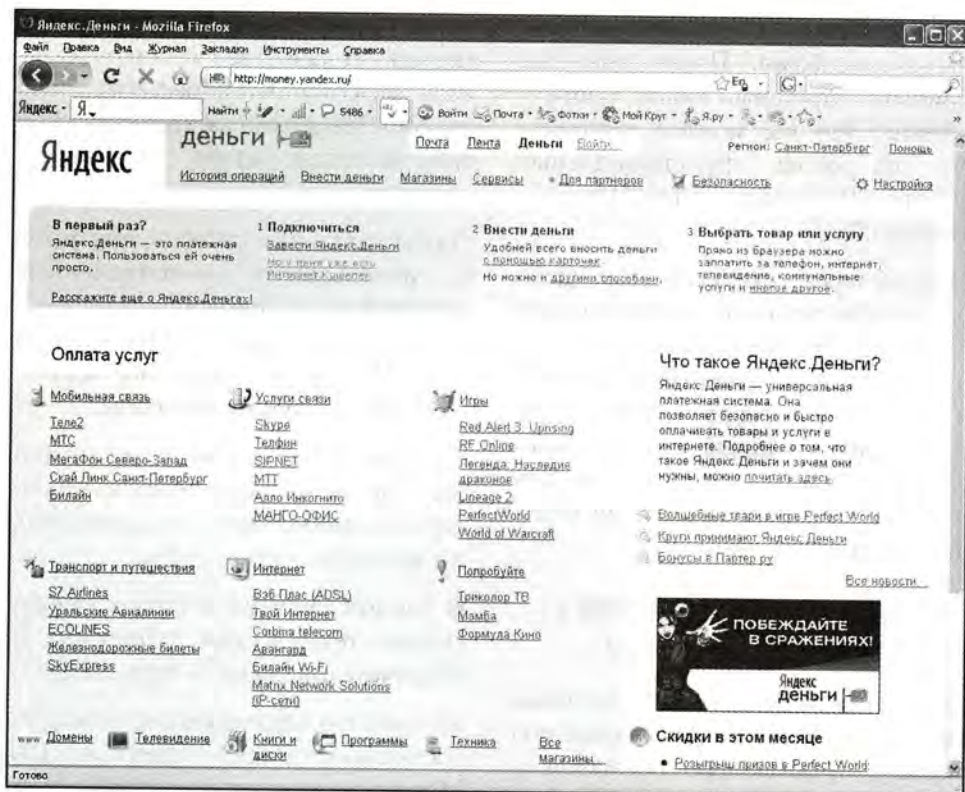 Яндекс.Деньги - Mozilla Firefox
Файл Правка Вид Журнал Закладки Инструменты Справка
http://money.yandex.ru/
Яндекс Я Найти 5486 Войти Почта Фотки Мой Круг Я.ру
Яндекс деньги
Почта Лента Деньги Войти...
Регион: Санкт-Петербург Помощь
История операций Внести деньги Магазины Сервисы • Для партнеров Безопасность Настройка
В первый раз?
Яндекс.Деньги — это платежная
система. Пользоваться ей очень
просто.
Расскажите еще о Яндекс.Деньгах!
1 Подключиться
Завести Яндекс.Деньги
Но у меня уже есть
Интернет.Кошелек
2 Внести деньги
Удобней всего вносить деньги
с помощью карточек.
Но можно и другими способами.
3 Выбрать товар или услугу
Прямо из браузера можно
заплатить за телефон, интернет,
телевидение, коммунальные
услуги и многое другое.
Оплата услуг
Мобильная связь
Теле2
МТС
МегаФон Северо-Запад
Скай Линк Санкт-Петербург
Билайн
Услуги связи
Skype
Телфин
SIPNET
МТТ
Алло Инкогнито
МАНГО-ОФИС
Игры
Red Alert 3. Uprising
RF Online
Легенда. Наследие
драконов
Lineage 2
PerfectWorld
World of Warcraft
Что такое Яндекс.Деньги?
Яндекс.Деньги — универсальная
платежная система. Она
позволяет безопасно и быстро
оплачивать товары и услуги в
интернете. Подробнее о том, что
такое Яндекс.Деньги и зачем они
нужны, можно почитать здесь.
Волшебные твари в игре Perfect World
Круги принимают Яндекс.Деньги
Бонусы в Партер.ру
Все новости...
Транспорт и путешествия
S7 Airlines
Уральские Авиалинии
ECOLINES
Железнодорожные билеты
SkyExpress
Интернет
Вэб Плас (ADSL)
Твой Интернет
Corbina telecom
Авангард
Билайн Wi-Fi
Matrix Network Solutions
(IP-сети)
Попробуйте
Триколор ТВ
Мамба
Формула Кино
ПОБЕЖДАЙТЕ
В СРАЖЕНИЯХ!
Яндекс
деньги
www Домены Телевидение Книги и диски Программы Техника Все магазины...
Скидки в этом месяце
• Розыгрыш призов в Perfect World:
Готово